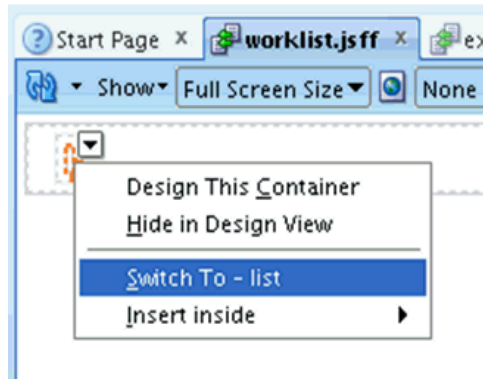 Start Page x worklist.jsff x ex
Show Full Screen Size None
Design This Container
Hide in Design View
Switch To - list
Insert inside